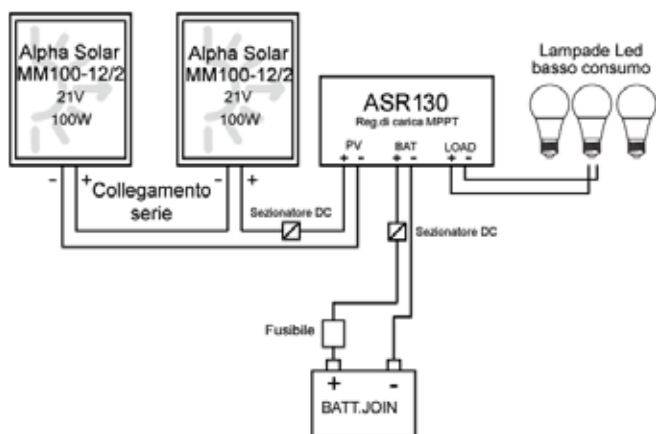 Alpha Solar
MM100-12/2
21V
100W
Alpha Solar
MM100-12/2
21V
100W
ASR130
Reg.di carica MPPT
PV
BAT
LOAD
+ - + - + -
Lampade Led
basso consumo
- +
- +
Collegamento
serie
Sezionatore DC
Sezionatore DC
Fusibile
+ -
BATT.JOIN